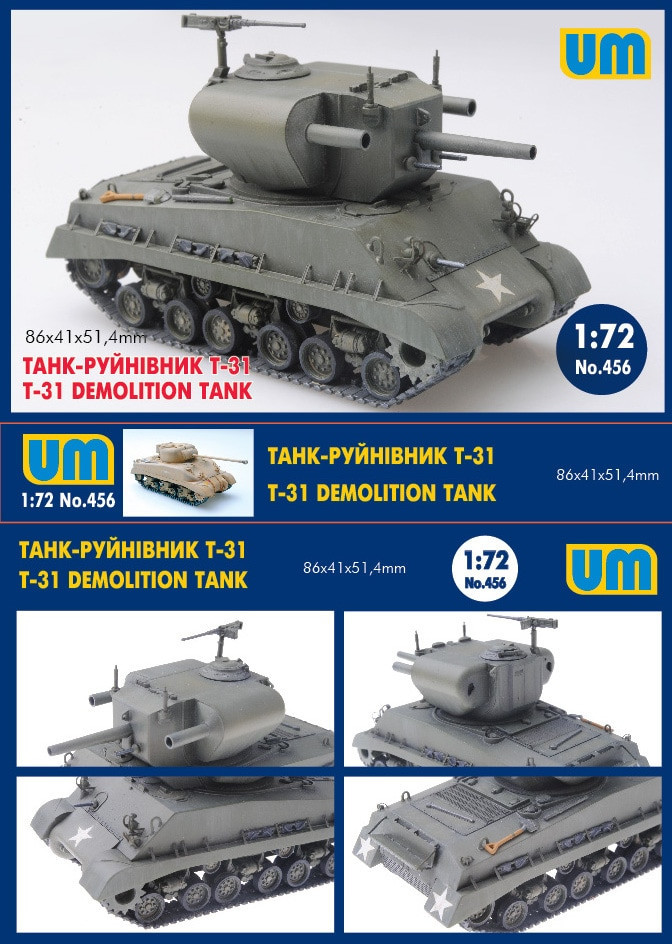 um
86x41x51,4mm
ТАНК-РУЙНІВНИК Т-31
T-31 DEMOLITION TANK
1:72
No.456
um
1:72 No.456
ТАНК-РУЙНІВНИК Т-31
T-31 DEMOLITION TANK
86x41x51,4mm
ТАНК-РУЙНІВНИК Т-31
T-31 DEMOLITION TANK
86x41x51,4mm
1:72
No.456
um